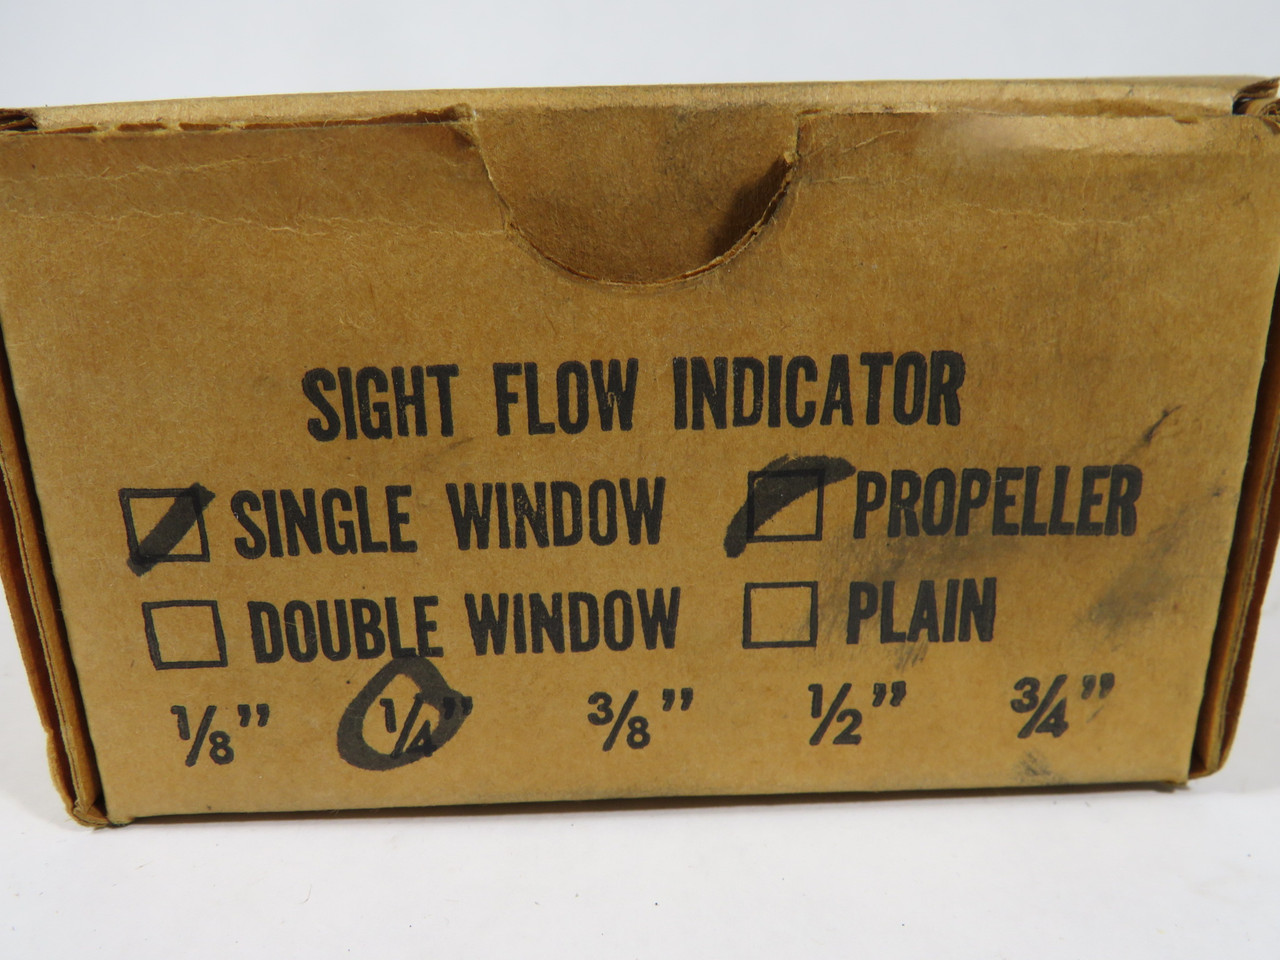 SIGHT FLOW INDICATOR
SINGLE WINDOW PROPELLER
DOUBLE WINDOW PLAIN
1/8" 1/4" 3/8" 1/2" 3/4"